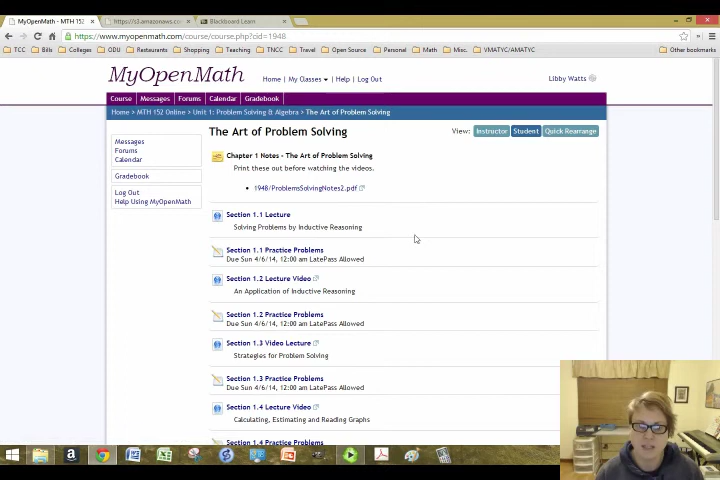 MyOpenMath - MTH 152
https://s3.amazonaws.com
Blackboard Learn
https://www.myopenmath.com/course/course.php?cid=1948
TCC Bills Colleges ODU Restaurants Shopping Teaching TNCC Travel Open Source Personal Math Misc. VMATYC/AMATYC Other bookmarks
MyOpenMath
Home | My Classes | Help | Log Out
Libby Watts
Course Messages Forums Calendar Gradebook
Home > MTH 152 Online > Unit 1: Problem Solving & Algebra > The Art of Problem Solving
Messages
Forums
Calendar
Gradebook
Log Out
Help Using MyOpenMath
The Art of Problem Solving
View: Instructor Student Quick Rearrange
Chapter 1 Notes - The Art of Problem Solving
Print these out before watching the videos.
• 1948/ProblemsSolvingNotes2.pdf
Section 1.1 Lecture
Solving Problems by Inductive Reasoning
Section 1.1 Practice Problems
Due Sun 4/6/14, 12:00 am LatePass Allowed
Section 1.2 Lecture Video
An Application of Inductive Reasoning
Section 1.2 Practice Problems
Due Sun 4/6/14, 12:00 am LatePass Allowed
Section 1.3 Video Lecture
Strategies for Problem Solving
Section 1.3 Practice Problems
Due Sun 4/6/14, 12:00 am LatePass Allowed
Section 1.4 Lecture Video
Calculating, Estimating and Reading Graphs
Section 1.4 Practice Problems